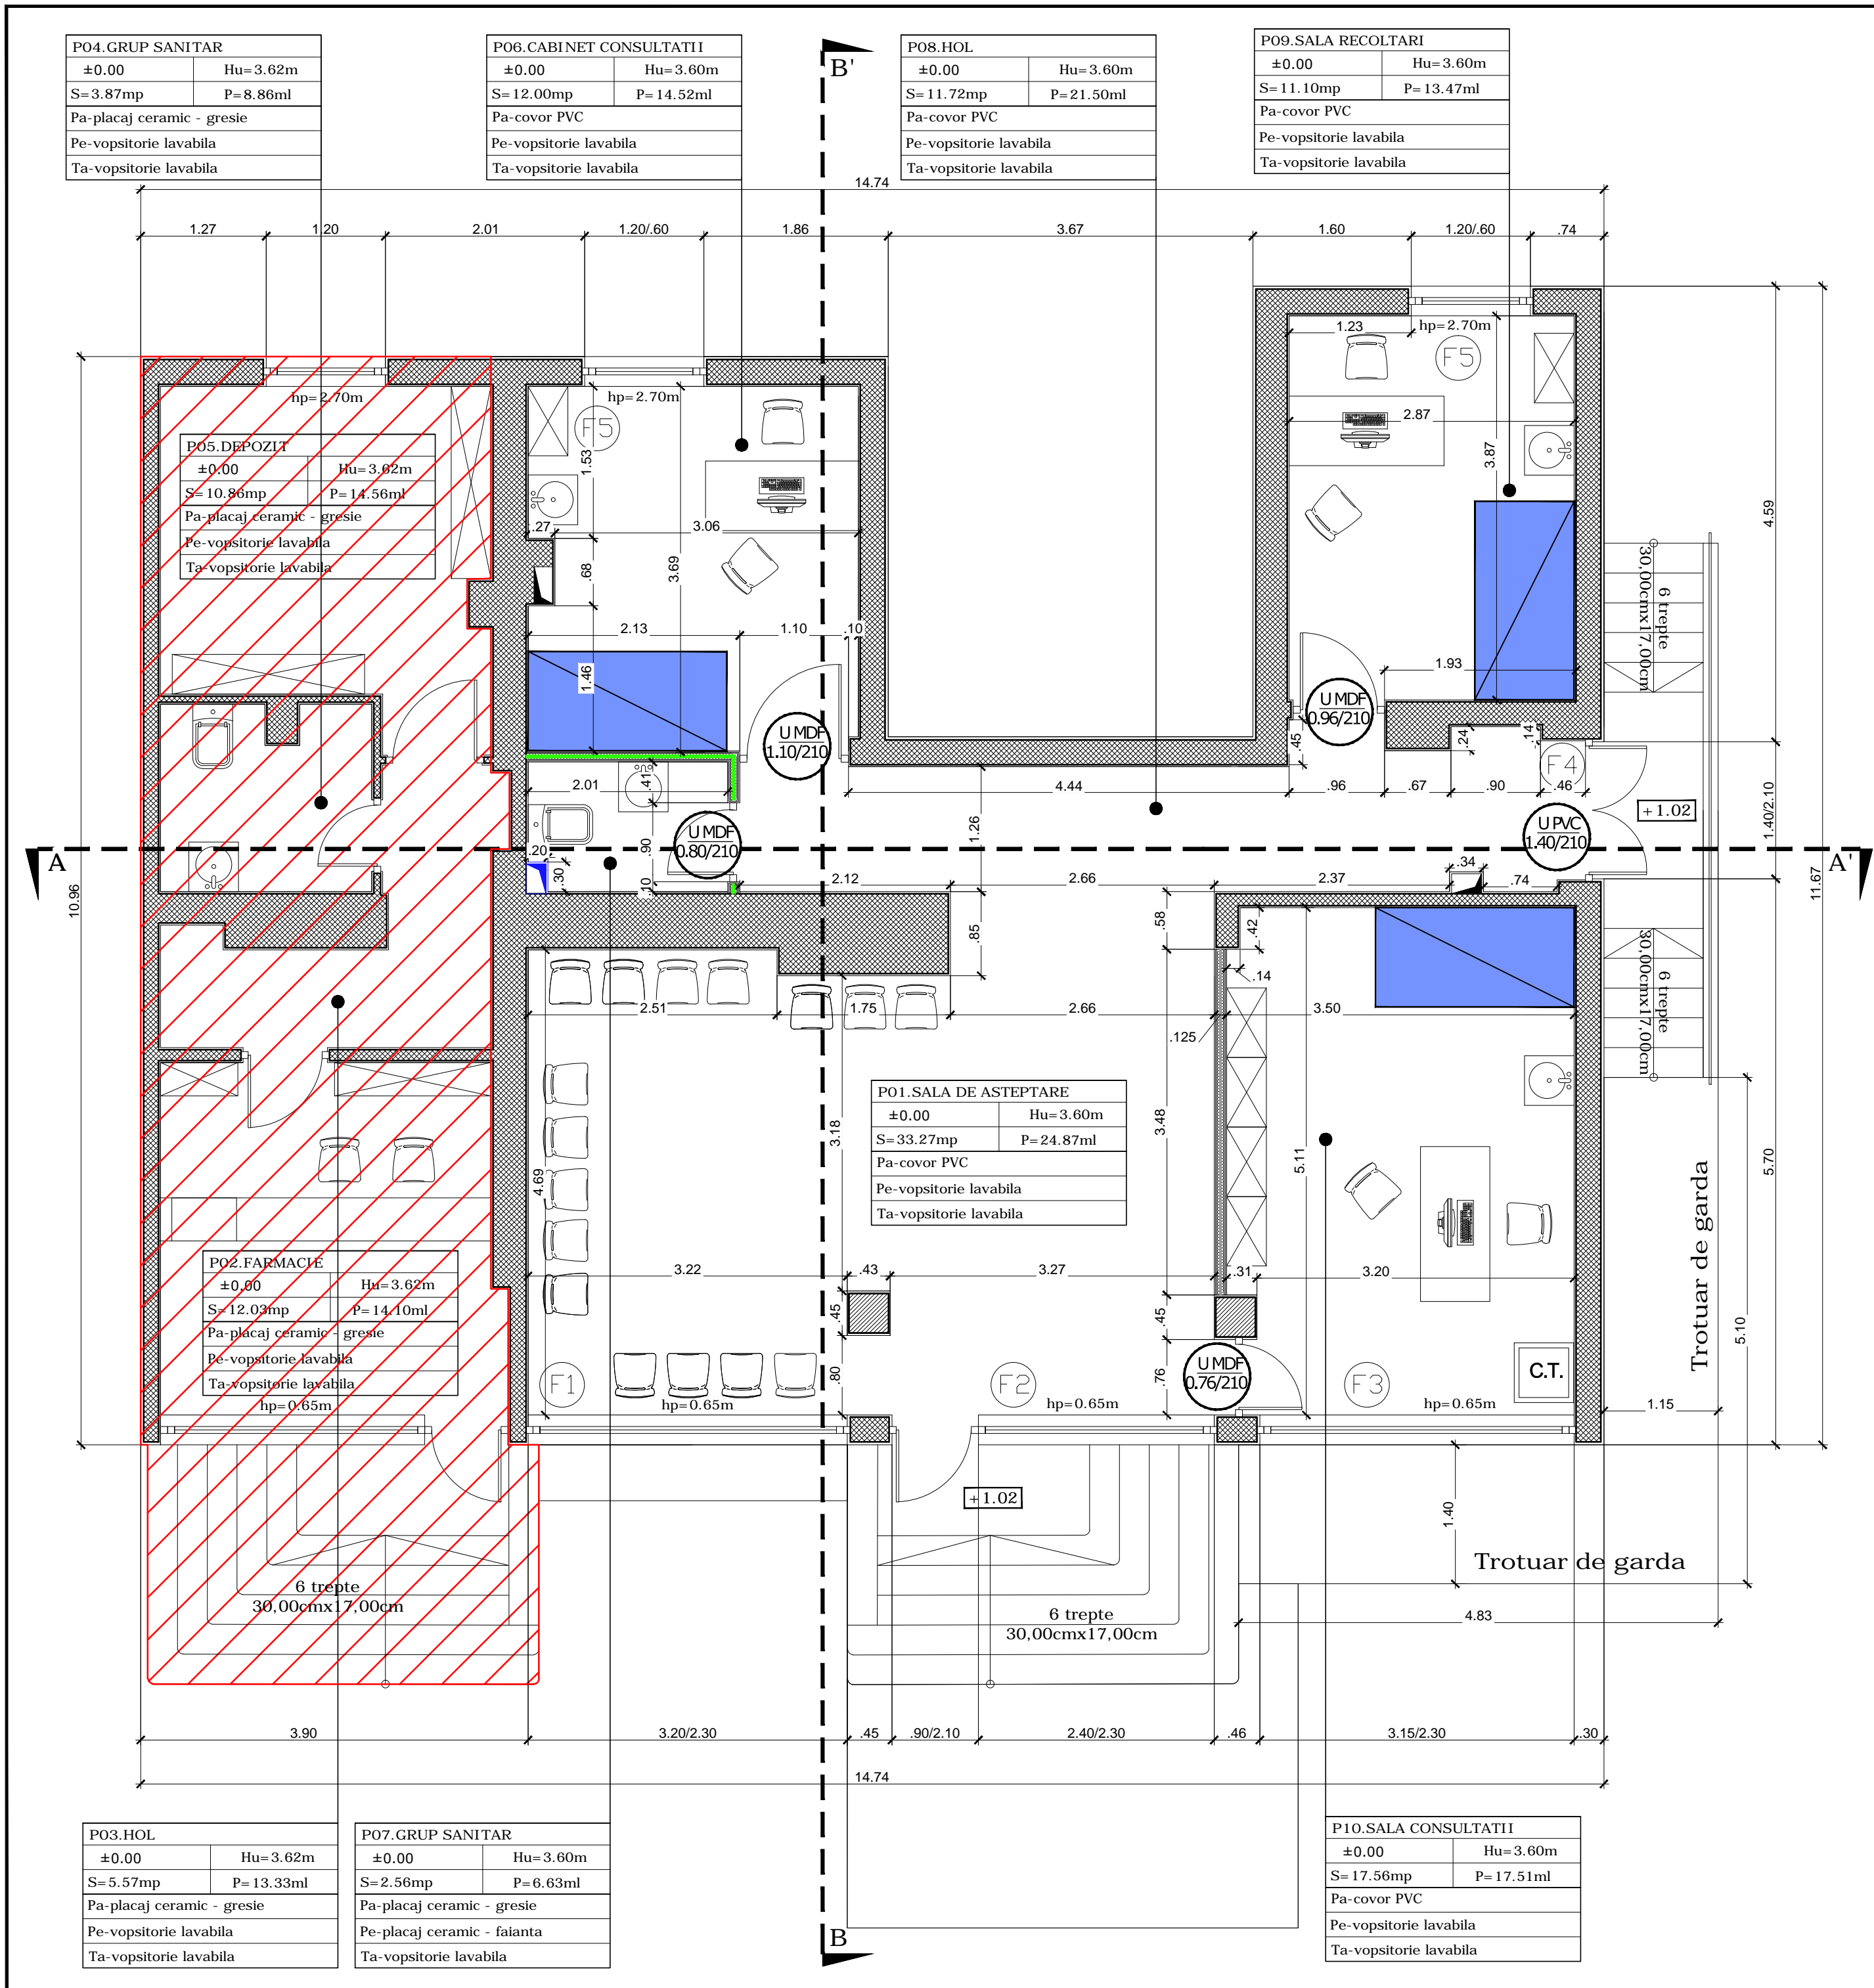 P04.GRUP SANITAR
±0.00 Hu=3.62m
S=3.87mp P=8.86ml
Pa-placaj ceramic - gresie
Pe-vopsitorie lavabila
Ta-vopsitorie lavabila
P06.CABINET CONSULTATII
±0.00 Hu=3.60m
S=12.00mp P=14.52ml
Pa-covor PVC
Pe-vopsitorie lavabila
Ta-vopsitorie lavabila
B'
P08.HOL
±0.00 Hu=3.60m
S=11.72mp P=21.50ml
Pa-covor PVC
Pe-vopsitorie lavabila
Ta-vopsitorie lavabila
P09.SALA RECOLTARI
±0.00 Hu=3.60m
S=11.10mp P=13.47ml
Pa-covor PVC
Pe-vopsitorie lavabila
Ta-vopsitorie lavabila
14.74
1.27 1.20 2.01 1.20/.60 1.86 3.67 1.60 1.20/.60 .74
1.23 hp=2.70m
F5
2.87
3.87
4.59
hp=2.70m
hp=2.70m
F5
1.53
.27 3.06
.68
3.69
2.13 1.10 .10
1.46
P05.DEPOZIT
±0.00 Hu=3.62m
S=10.86mp P=14.56ml
Pa-placaj ceramic - gresie
Pe-vopsitorie lavabila
Ta-vopsitorie lavabila
6 trepte
30,00cmx17,00cm
1.93
U MDF
0.96/210
U MDF
1.10/210
.45
.24
.14
F4
2.01
.41
4.44 .96 .67 .90 .46
+1.02
1.40/2.10
U MDF
0.80/210
U PVC
1.40/210
1.26
.90
.20
.30
.10
A
A'
10.96
11.67
2.12 2.66 2.37
.34
.74
.85
.58
.42
.14
6 trepte
30,00cmx17,00cm
2.51 1.75 2.66 3.50
.125
P01.SALA DE ASTEPTARE
±0.00 Hu=3.60m
S=33.27mp P=24.87ml
Pa-covor PVC
Pe-vopsitorie lavabila
Ta-vopsitorie lavabila
3.18
4.69
3.48
5.11
5.70
Trotuar de garda
3.22 .43 3.27 .31 3.20
.45
.80
.45
.76
5.10
P02.FARMACIE
±0.00 Hu=3.62m
S=12.03mp P=14.10ml
Pa-placaj ceramic - gresie
Pe-vopsitorie lavabila
Ta-vopsitorie lavabila
hp=0.65m
F1
hp=0.65m
F2
hp=0.65m
U MDF
0.76/210
F3
hp=0.65m
C.T.
1.15
+1.02
1.40
Trotuar de garda
4.83
6 trepte
30,00cmx17,00cm
6 trepte
30,00cmx17,00cm
3.90 3.20/2.30 .45 .90/2.10 2.40/2.30 .46 3.15/2.30 .30
14.74
P03.HOL
±0.00 Hu=3.62m
S=5.57mp P=13.33ml
Pa-placaj ceramic - gresie
Pe-vopsitorie lavabila
Ta-vopsitorie lavabila
P07.GRUP SANITAR
±0.00 Hu=3.60m
S=2.56mp P=6.63ml
Pa-placaj ceramic - gresie
Pe-placaj ceramic - faianta
Ta-vopsitorie lavabila
B
P10.SALA CONSULTATII
±0.00 Hu=3.60m
S=17.56mp P=17.51ml
Pa-covor PVC
Pe-vopsitorie lavabila
Ta-vopsitorie lavabila